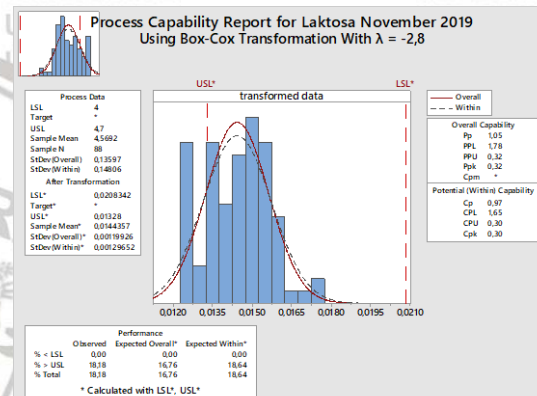 Process Capability Report for Laktosa November 2019
Using Box-Cox Transformation With λ = -2,8
USL* LSL*
transformed data
Process Data
LSL 4
Target *
USL 4,7
Sample Mean 4,5692
Sample N 88
StDev(Overall) 0,13597
StDev(Within) 0,14806
After Transformation
LSL* 0,0208342
Target* *
USL* 0,01328
Sample Mean* 0,0144357
StDev(Overall)* 0,00119926
StDev(Within)* 0,00129652
Overall
Within
Overall Capability
Pp 1,05
PPL 1,78
PPU 0,32
Ppk 0,32
Cpm *
Potential (Within) Capability
Cp 0,97
CPL 1,65
CPU 0,30
Cpk 0,30
0,0120 0,0135 0,0150 0,0165 0,0180 0,0195 0,0210
Performance
Observed Expected Overall* Expected Within*
% < LSL 0,00 0,00 0,00
% > USL 18,18 16,76 18,64
% Total 18,18 16,76 18,64
* Calculated with LSL*, USL*